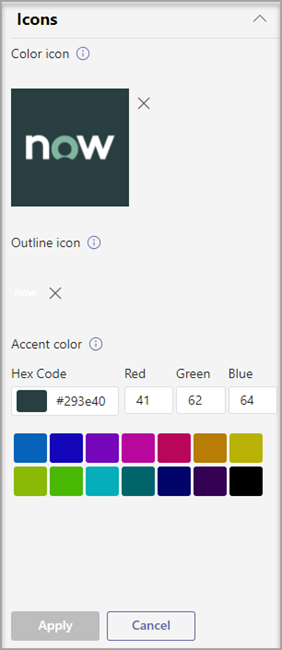 Icons
Color icon
now
Outline icon
now
Accent color
Hex Code Red Green Blue
#293e40 41 62 64
Apply Cancel